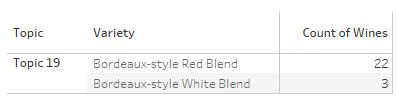 Topic Variety Count of Wines
Topic 19 Bordeaux-style Red Blend 22
Bordeaux-style White Blend 3